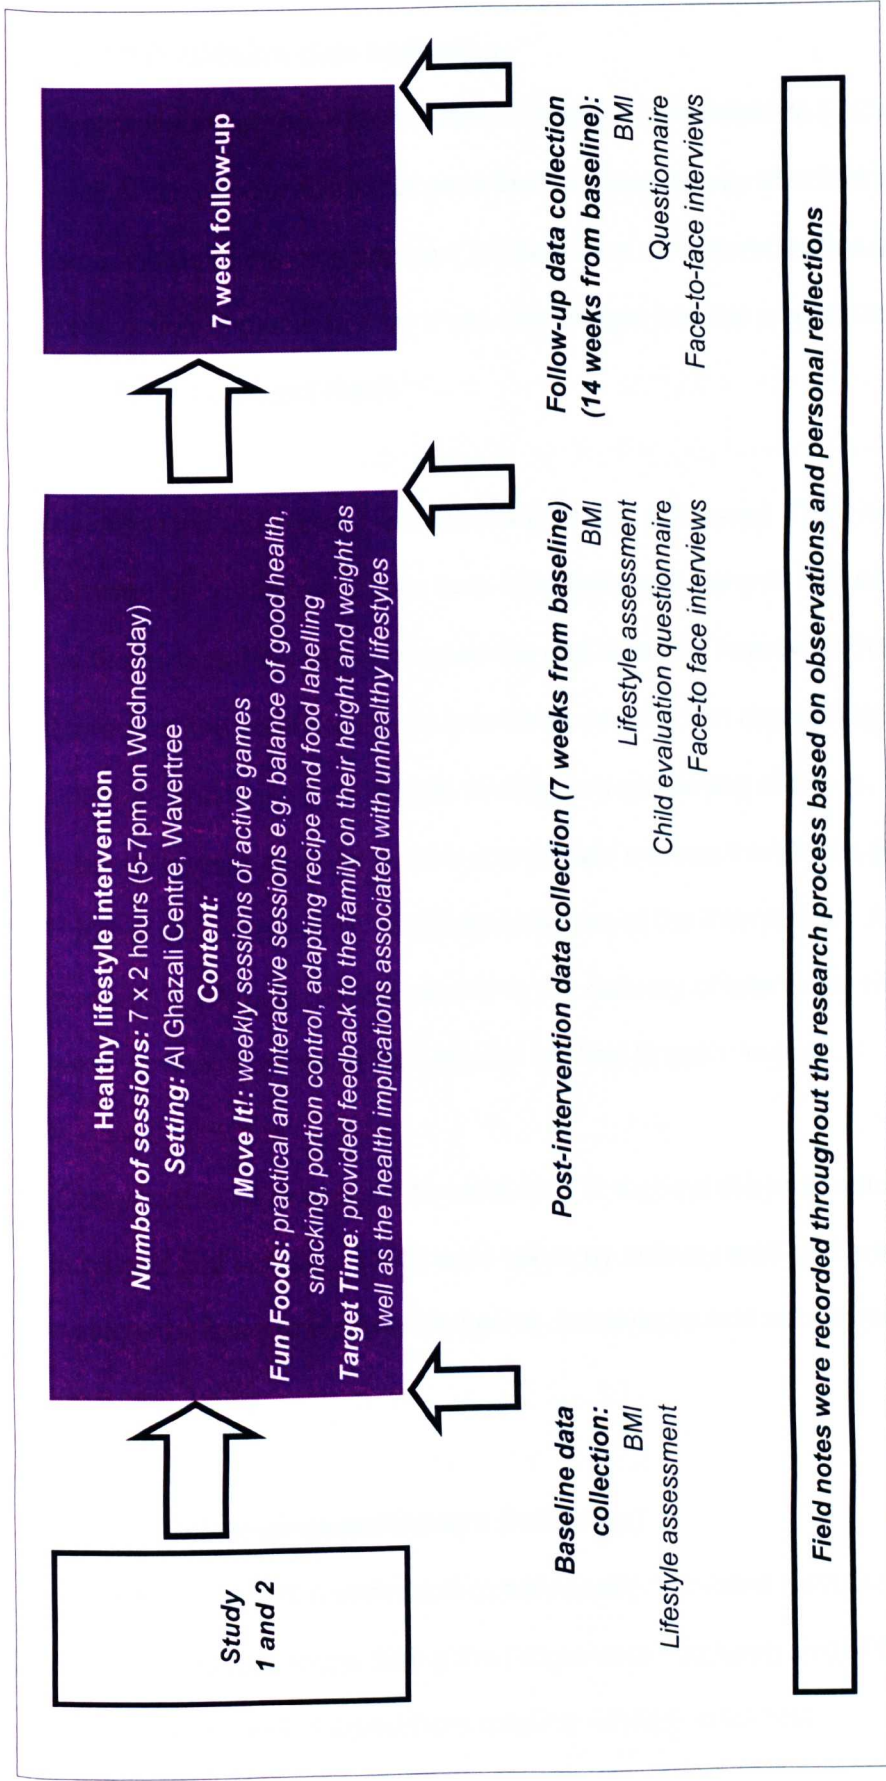 Study
1 and 2
Healthy lifestyle intervention
Number of sessions: 7 x 2 hours (5-7pm on Wednesday)
Setting: Al Ghazali Centre, Wavertree
Content:
Move It!: weekly sessions of active games
Fun Foods: practical and interactive sessions e.g. balance of good health,
snacking, portion control, adapting recipe and food labelling
Target Time: provided feedback to the family on their height and weight as
well as the health implications associated with unhealthy lifestyles
7 week follow-up
Baseline data
collection:
BMI
Lifestyle assessment
Post-intervention data collection (7 weeks from baseline)
BMI
Lifestyle assessment
Child evaluation questionnaire
Face-to face interviews
Follow-up data collection
(14 weeks from baseline):
BMI
Questionnaire
Face-to-face interviews
Field notes were recorded throughout the research process based on observations and personal reflections